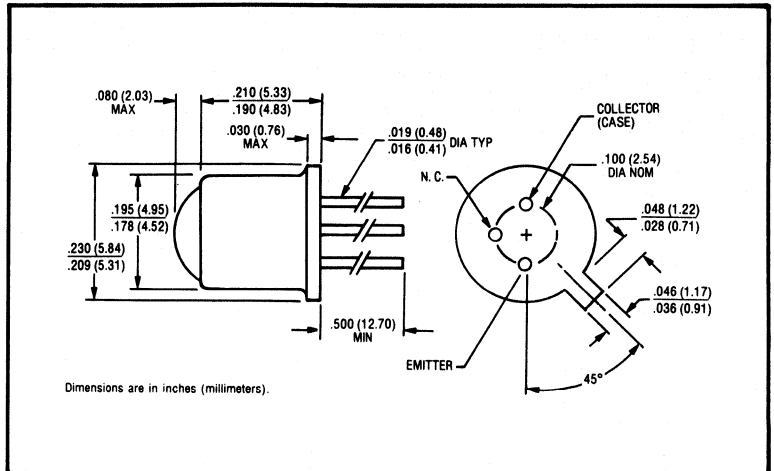 .080 (2.03)
MAX
.210 (5.33)
.190 (4.83)
.030 (0.76)
MAX
.019 (0.48)
.016 (0.41)
DIA TYP
COLLECTOR
(CASE)
.100 (2.54)
DIA NOM
N. C.
.195 (4.95)
.178 (4.52)
.230 (5.84)
.209 (5.31)
.048 (1.22)
.028 (0.71)
.046 (1.17)
.036 (0.91)
.500 (12.70)
MIN
EMITTER
45°
Dimensions are in inches (millimeters).